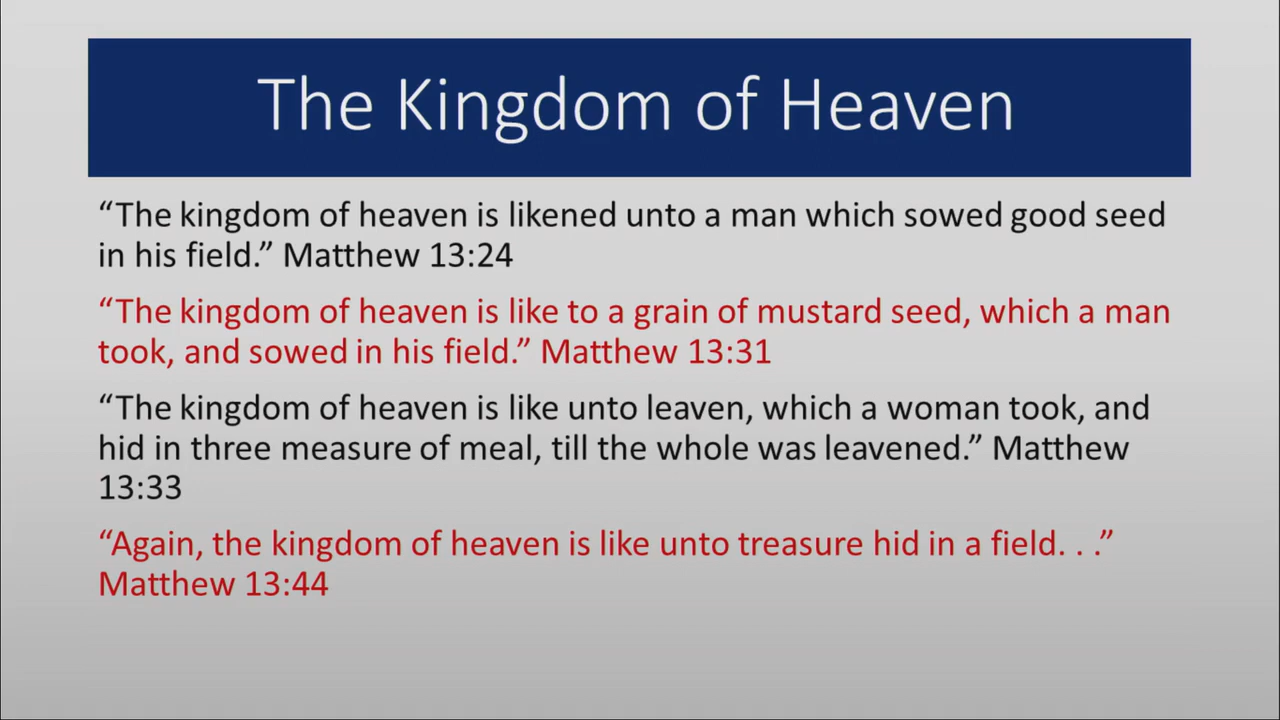 The Kingdom of Heaven
“The kingdom of heaven is likened unto a man which sowed good seed
in his field.” Matthew 13:24
“The kingdom of heaven is like to a grain of mustard seed, which a man
took, and sowed in his field.” Matthew 13:31
“The kingdom of heaven is like unto leaven, which a woman took, and
hid in three measure of meal, till the whole was leavened.” Matthew
13:33
“Again, the kingdom of heaven is like unto treasure hid in a field. . .”
Matthew 13:44